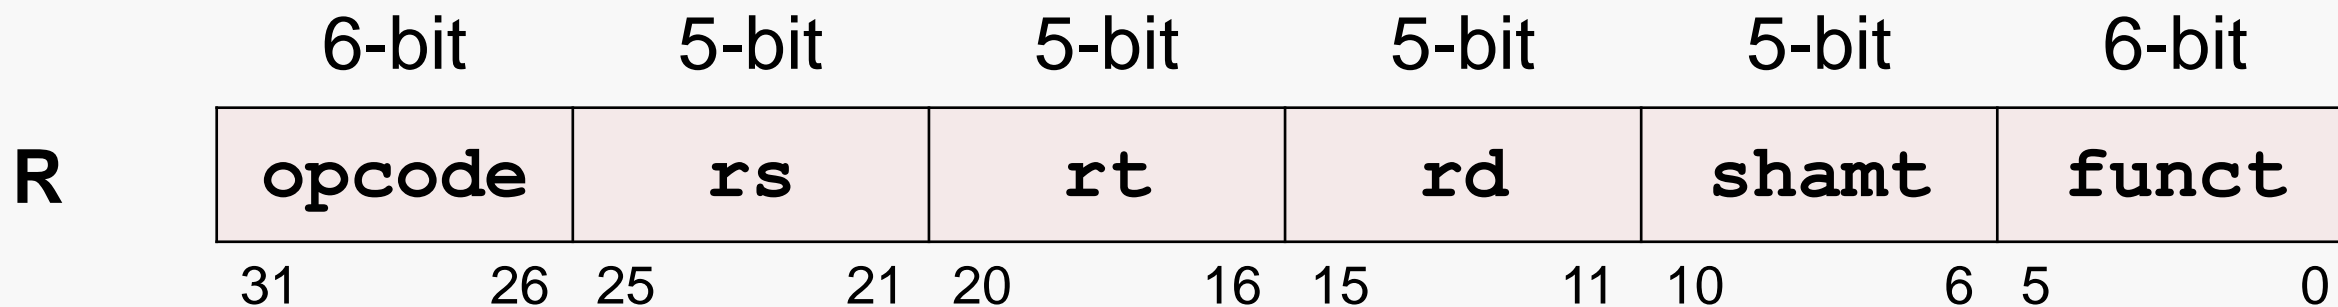 6-bit 5-bit 5-bit 5-bit 5-bit 6-bit
R opcode rs rt rd shamt funct
31 26 25 21 20 16 15 11 10 6 5 0